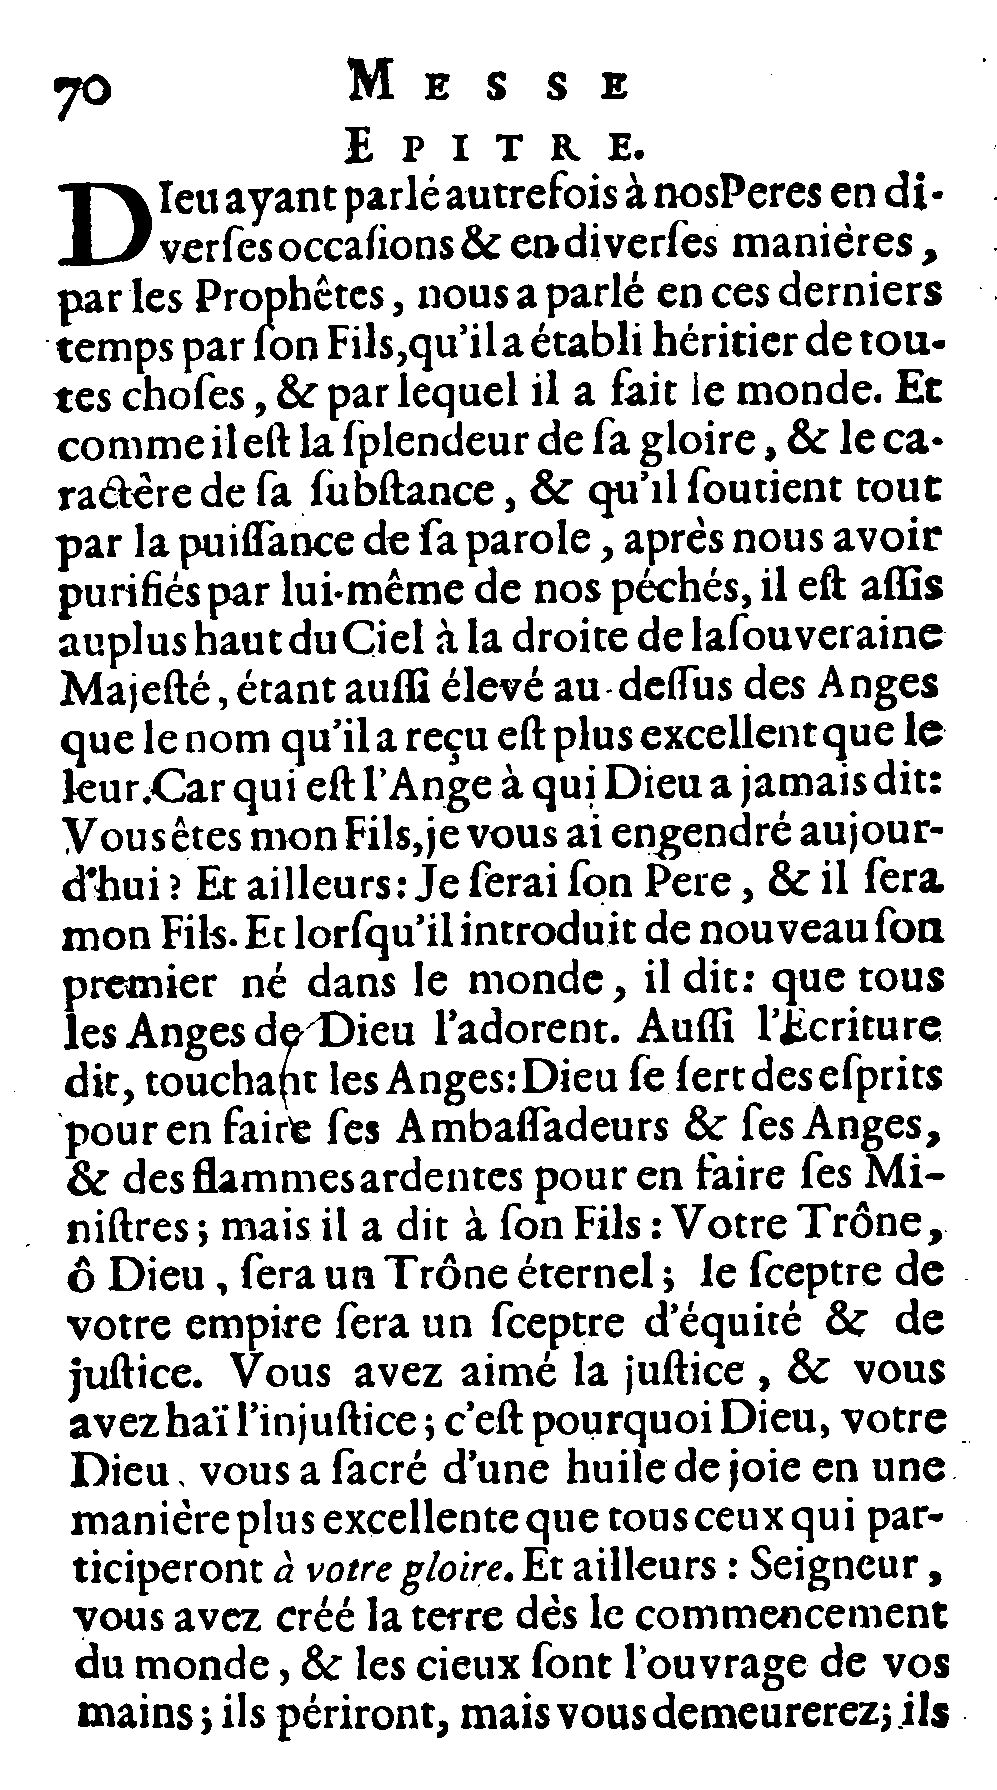 70 MESSE
EPITRE.
DIeu ayant parlé autrefois à nos Peres en di-
verſes occaſions & en diverſes manières,
par les Prophêtes, nous a parlé en ces derniers
temps par ſon Fils, qu'il a établi héritier de tou-
tes choſes, & par lequel il a fait le monde. Et
comme il eſt la ſplendeur de ſa gloire, & le ca-
ractère de ſa ſubſtance, & qu'il ſoutient tout
par la puiſſance de ſa parole, après nous avoir
purifiés par lui-même de nos péchés, il eſt aſſis
au plus haut du Ciel à la droite de la ſouveraine
Majeſté, étant auſſi élevé au-deſſus des Anges
que le nom qu'il a reçu eſt plus excellent que le
leur. Car qui eſt l'Ange à qui Dieu a jamais dit:
Vous êtes mon Fils, je vous ai engendré aujour-
d'hui? Et ailleurs: Je ſerai ſon Pere, & il ſera
mon Fils. Et lorſqu'il introduit de nouveau ſon
premier né dans le monde, il dit: que tous
les Anges de Dieu l'adorent. Auſſi l'Ecriture
dit, touchant les Anges: Dieu ſe ſert des eſprits
pour en faire ſes Ambaſſadeurs & ſes Anges,
& des flammes ardentes pour en faire ſes Mi-
niſtres; mais il a dit à ſon Fils: Votre Trône,
ô Dieu, ſera un Trône éternel; le ſceptre de
votre empire ſera un ſceptre d'équité & de
juſtice. Vous avez aimé la juſtice, & vous
avez haï l'injuſtice; c'eſt pourquoi Dieu, votre
Dieu, vous a ſacré d'une huile de joie en une
manière plus excellente que tous ceux qui par-
ticiperont à votre gloire. Et ailleurs: Seigneur,
vous avez créé la terre dès le commencement
du monde, & les cieux ſont l'ouvrage de vos
mains; ils périront, mais vous demeurerez; ils